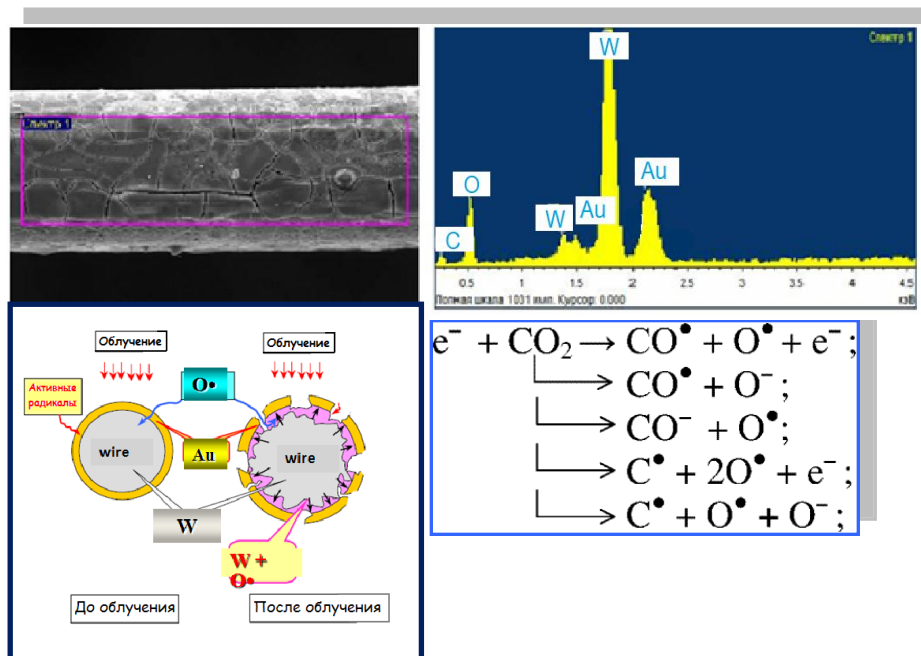 Спектр 1
Спектр 1
W
O
Au
W
Au
C
0.5 1 1.5 2 2.5 3 3.5 4 4.5
Полная шкала 1031 имп. Курсор: 0.000
кэВ
Облучение
Облучение
Активные
радикалы
O•
wire
Au
wire
W
W +
O•
До облучения
После облучения
e⁻ + CO₂ → CO• + O• + e⁻ ;
CO• + O⁻ ;
CO⁻ + O• ;
C• + 2O• + e⁻ ;
C• + O• + O⁻ ;